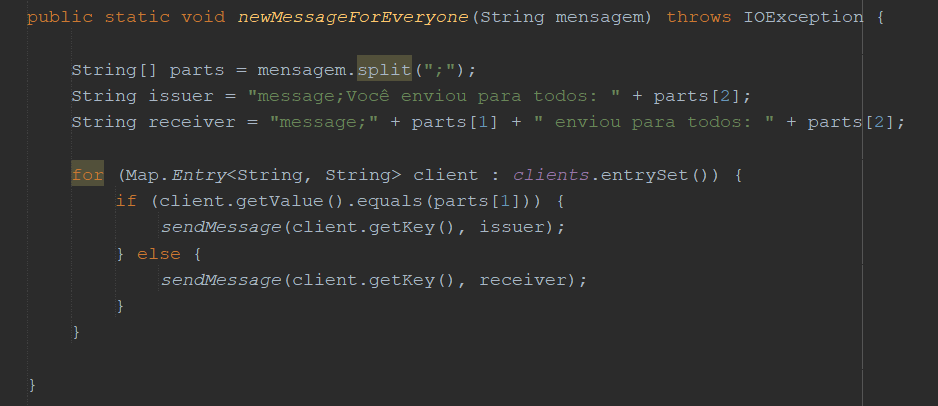 public static void newMessageForEveryone(String mensagem) throws IOException {
String[] parts = mensagem.split(";");
String issuer = "message;Você enviou para todos: " + parts[2];
String receiver = "message;" + parts[1] + " enviou para todos: " + parts[2];
for (Map.Entry<String, String> client : clients.entrySet()) {
if (client.getValue().equals(parts[1])) {
sendMessage(client.getKey(), issuer);
} else {
sendMessage(client.getKey(), receiver);
}
}
}